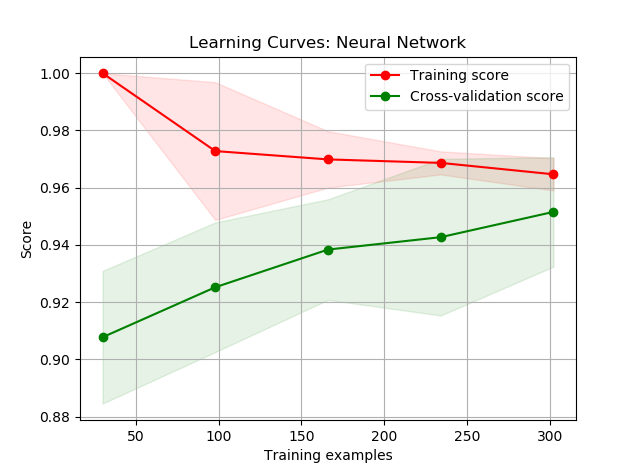 Learning Curves: Neural Network
Training score
Cross-validation score
1.00
0.98
0.96
0.94
0.92
0.90
0.88
Score
50
100
150
200
250
300
Training examples